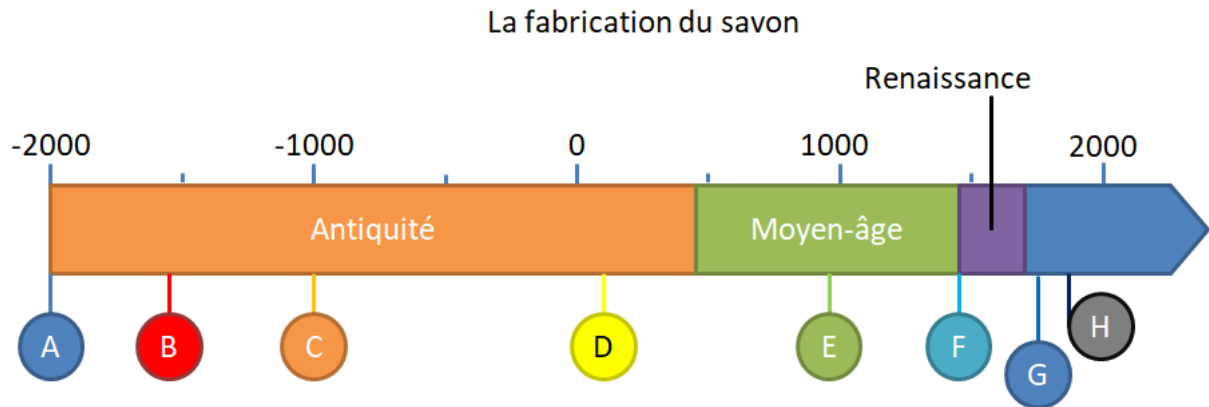 La fabrication du savon
Renaissance
-2000 -1000 0 1000 2000
Antiquité Moyen-âge
A B C D E F G H